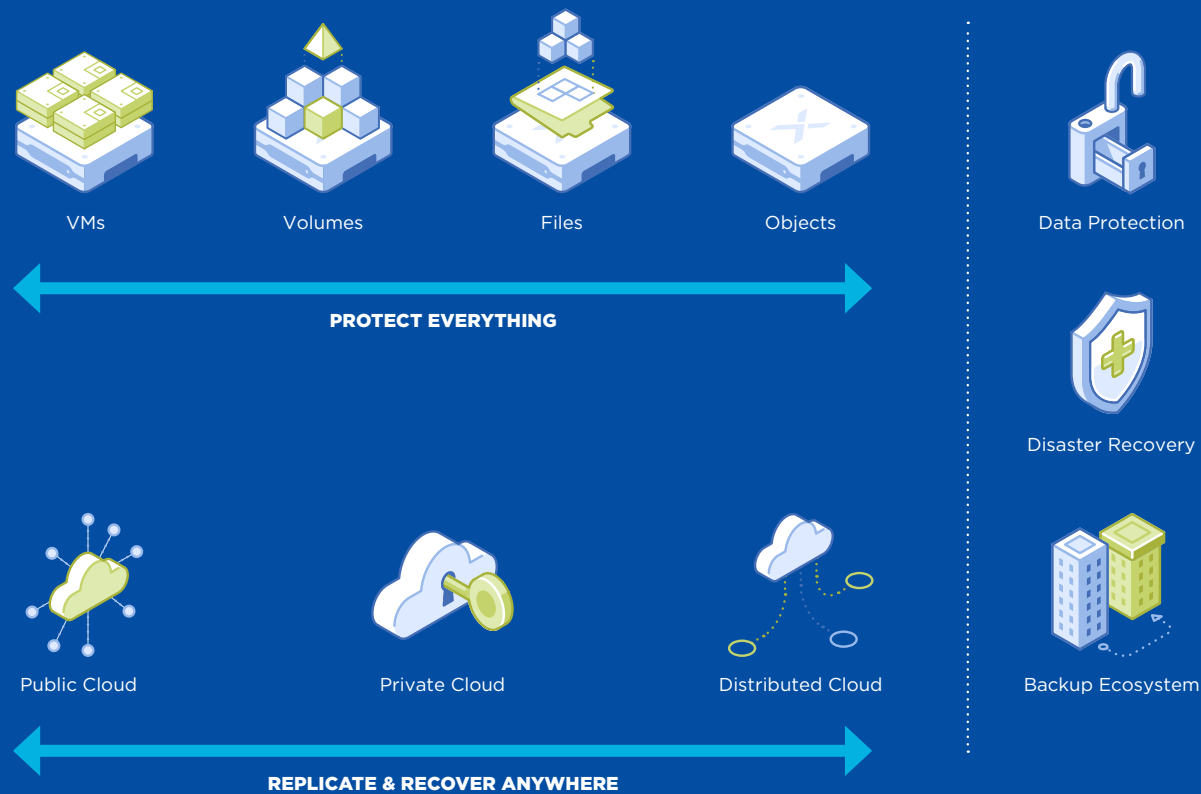 VMs
Volumes
Files
Objects
PROTECT EVERYTHING
Public Cloud
Private Cloud
Distributed Cloud
REPLICATE & RECOVER ANYWHERE
Data Protection
Disaster Recovery
Backup Ecosystem